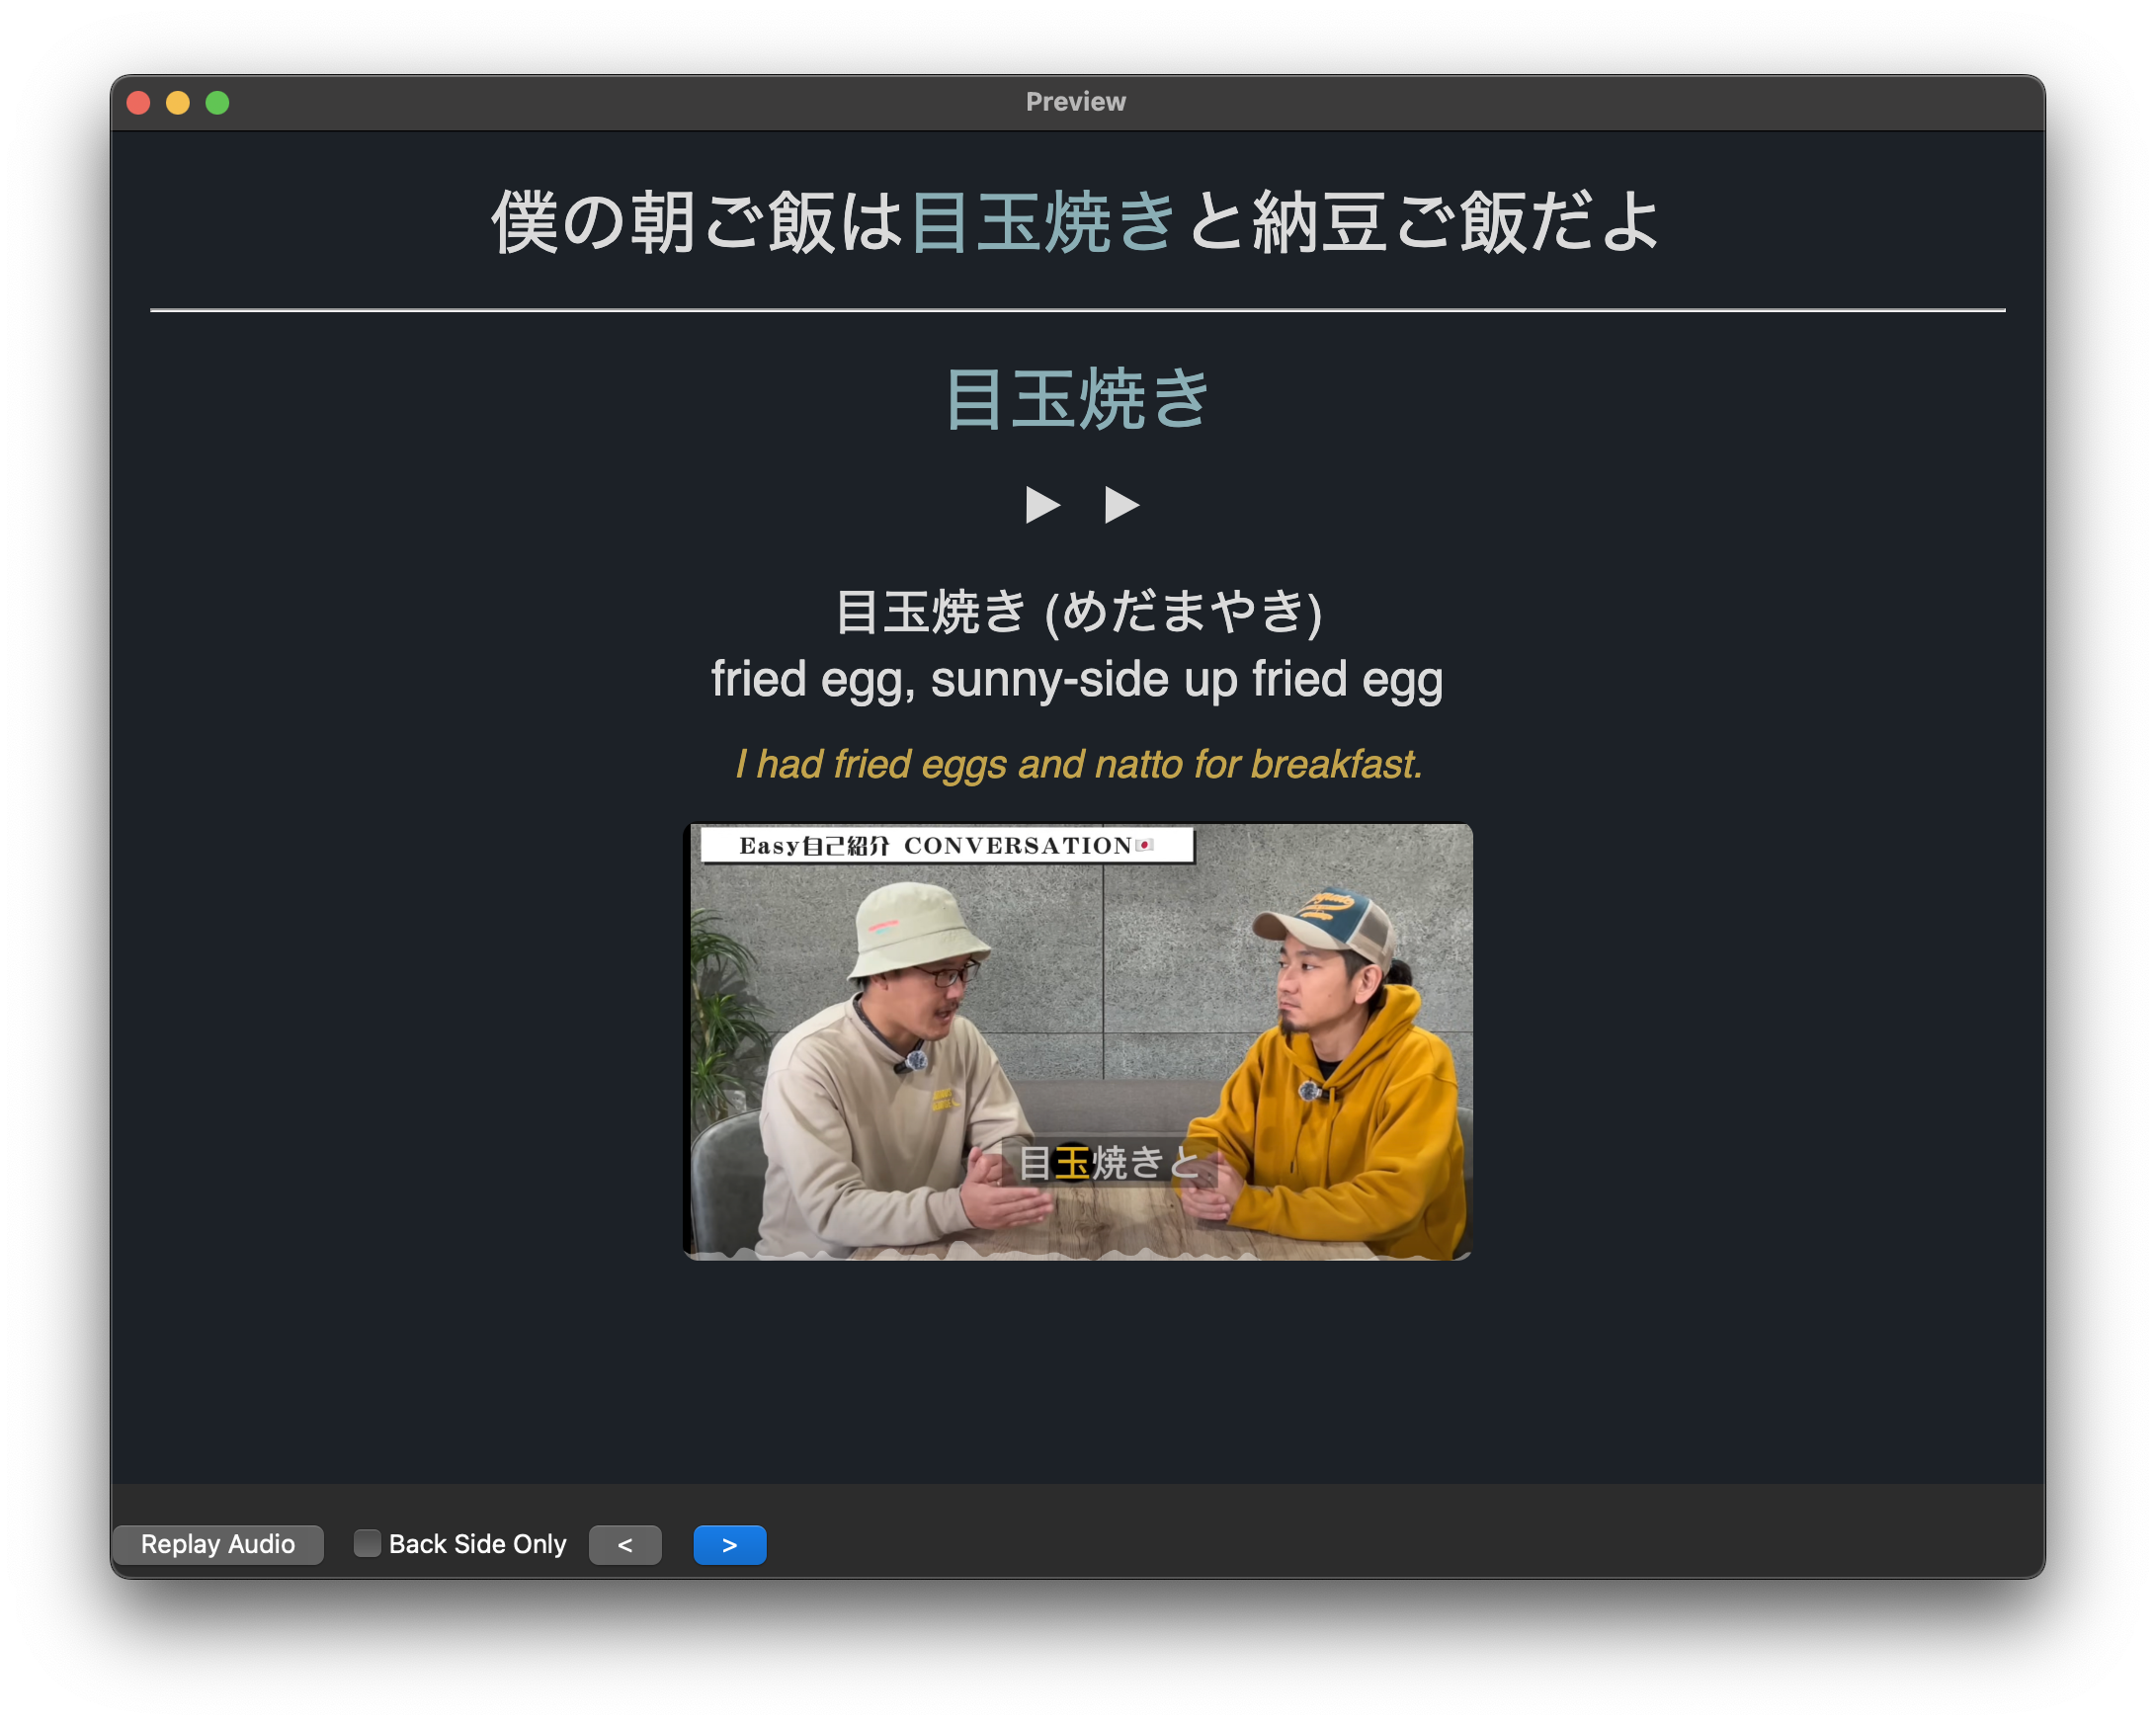 Preview
僕の朝ご飯は目玉焼きと納豆ご飯だよ
目玉焼き
目玉焼き (めだまやき)
fried egg, sunny-side up fried egg
I had fried eggs and natto for breakfast.
Easy自己紹介 CONVERSATION🇯🇵
目玉焼きと
Replay Audio
Back Side Only
<
>